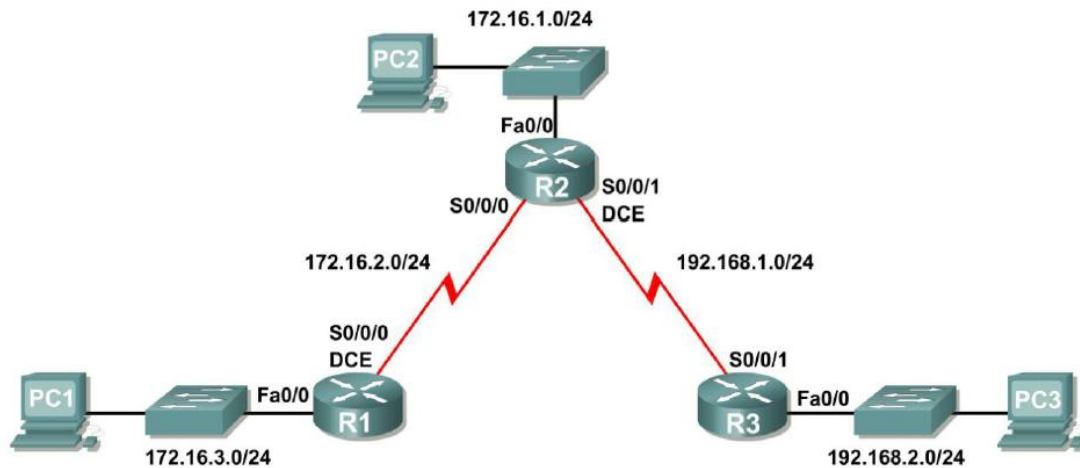 172.16.1.0/24
PC2
Fa0/0
R2
S0/0/0
S0/0/1
DCE
172.16.2.0/24
192.168.1.0/24
S0/0/0
DCE
S0/0/1
PC1
Fa0/0
R1
R3
Fa0/0
PC3
172.16.3.0/24
192.168.2.0/24